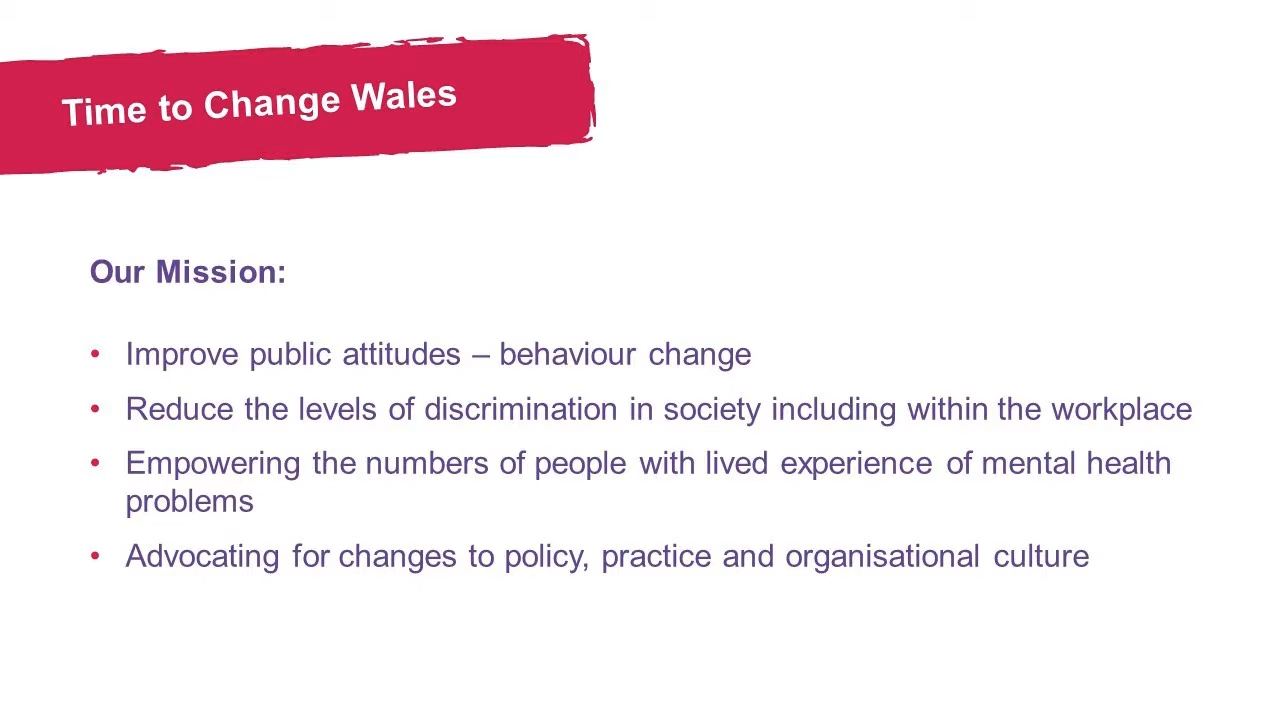 Time to Change Wales
Our Mission:
• Improve public attitudes – behaviour change
• Reduce the levels of discrimination in society including within the workplace
• Empowering the numbers of people with lived experience of mental health
problems
• Advocating for changes to policy, practice and organisational culture